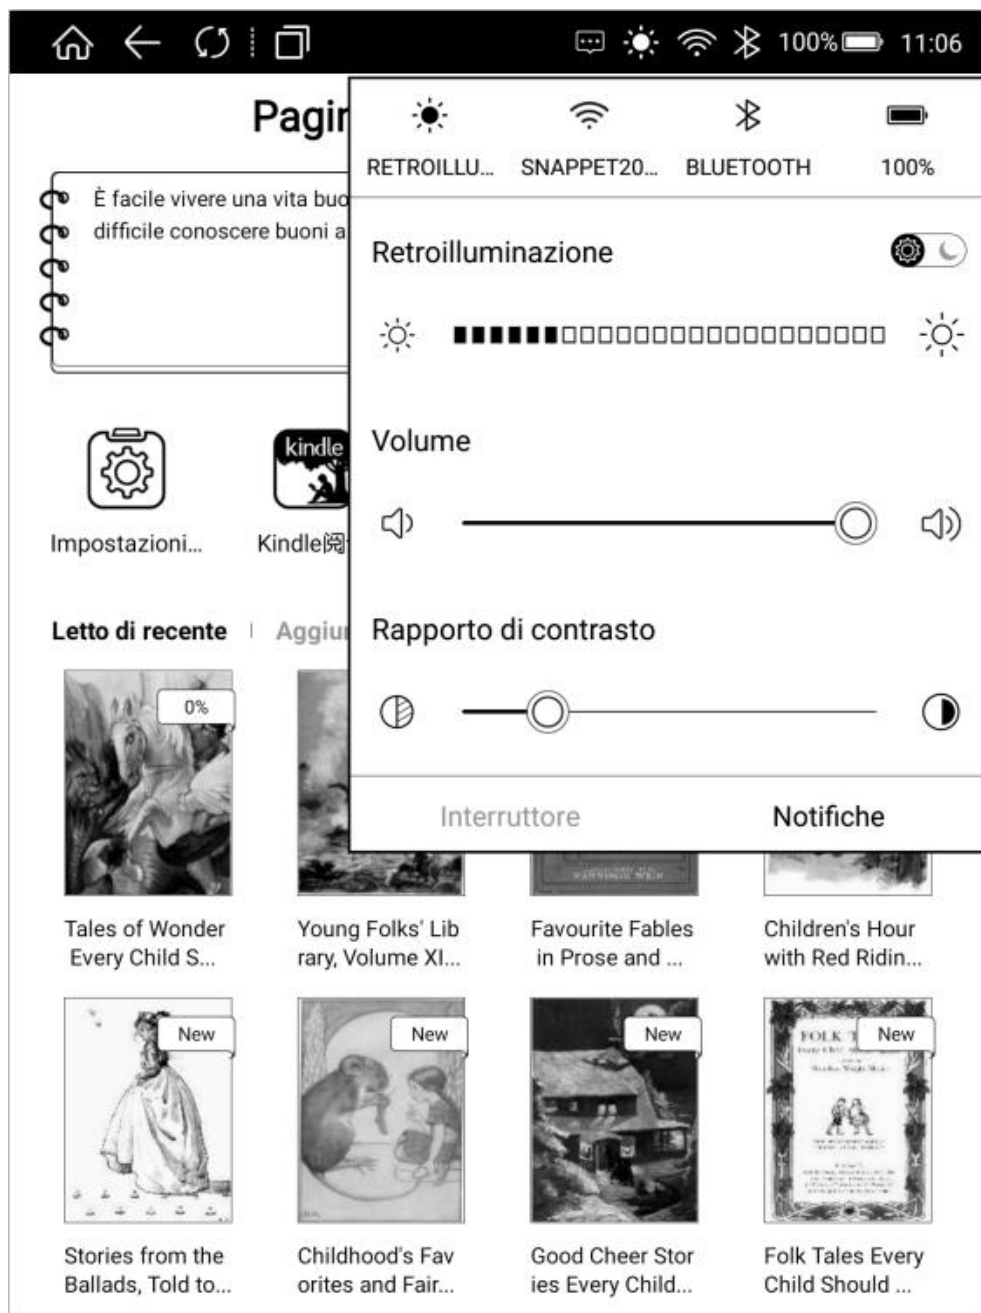 100% 11:06
Pagin
RETROILLU... SNAPPET20... BLUETOOTH 100%
È facile vivere una vita buo
difficile conoscere buoni a
Retroilluminazione
Volume
kindle
Impostazioni... Kindle阅
Letto di recente Aggiun
Rapporto di contrasto
0%
Interruttore Notifiche
Tales of Wonder
Every Child S...
Young Folks' Lib
rary, Volume XI...
Favourite Fables
in Prose and ...
Children's Hour
with Red Ridin...
New
New
New
FOLK T
New
Stories from the
Ballads, Told to...
Childhood's Fav
orites and Fair...
Good Cheer Stor
ies Every Child...
Folk Tales Every
Child Should ...